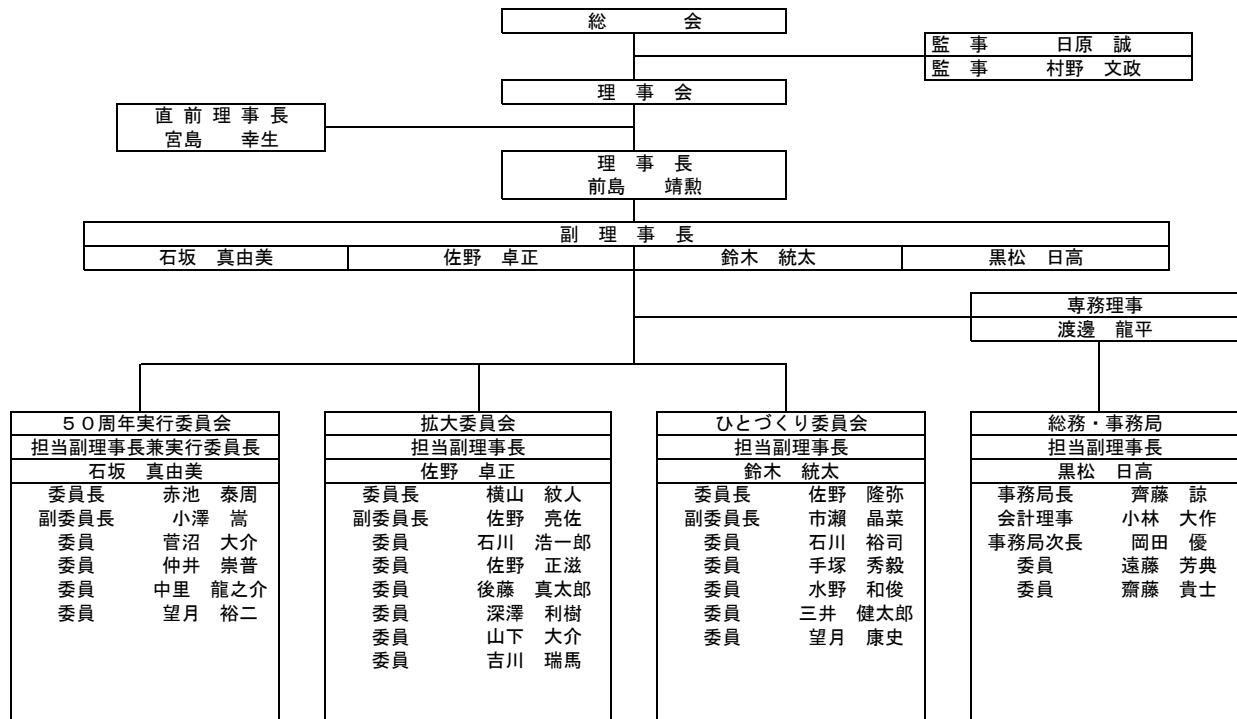 総　会
監　事　日原　誠
監　事　村野　文政
理　事　会
直　前　理　事　長
宮島　幸生
理　事　長
前島　靖勲
副　理　事　長
石坂　真由美　佐野　卓正　鈴木　統太　黒松　日高
専務理事
渡邊　龍平
５０周年実行委員会
担当副理事長兼実行委員長
石坂　真由美
委員長　赤池　泰周
副委員長　小澤　嵩
委員　菅沼　大介
委員　仲井　崇普
委員　中里　龍之介
委員　望月　裕二
拡大委員会
担当副理事長
佐野　卓正
委員長　横山　紋人
副委員長　佐野　亮佐
委員　石川　浩一郎
委員　佐野　正滋
委員　後藤　真太郎
委員　深澤　利樹
委員　山下　大介
委員　吉川　瑞馬
ひとづくり委員会
担当副理事長
鈴木　統太
委員長　佐野　隆弥
副委員長　市瀬　晶菜
委員　石川　裕司
委員　手塚　秀毅
委員　水野　和俊
委員　三井　健太郎
委員　望月　康史
総務・事務局
担当副理事長
黒松　日高
事務局長　齊藤　諒
会計理事　小林　大作
事務局次長　岡田　優
委員　遠藤　芳典
委員　齋藤　貴士